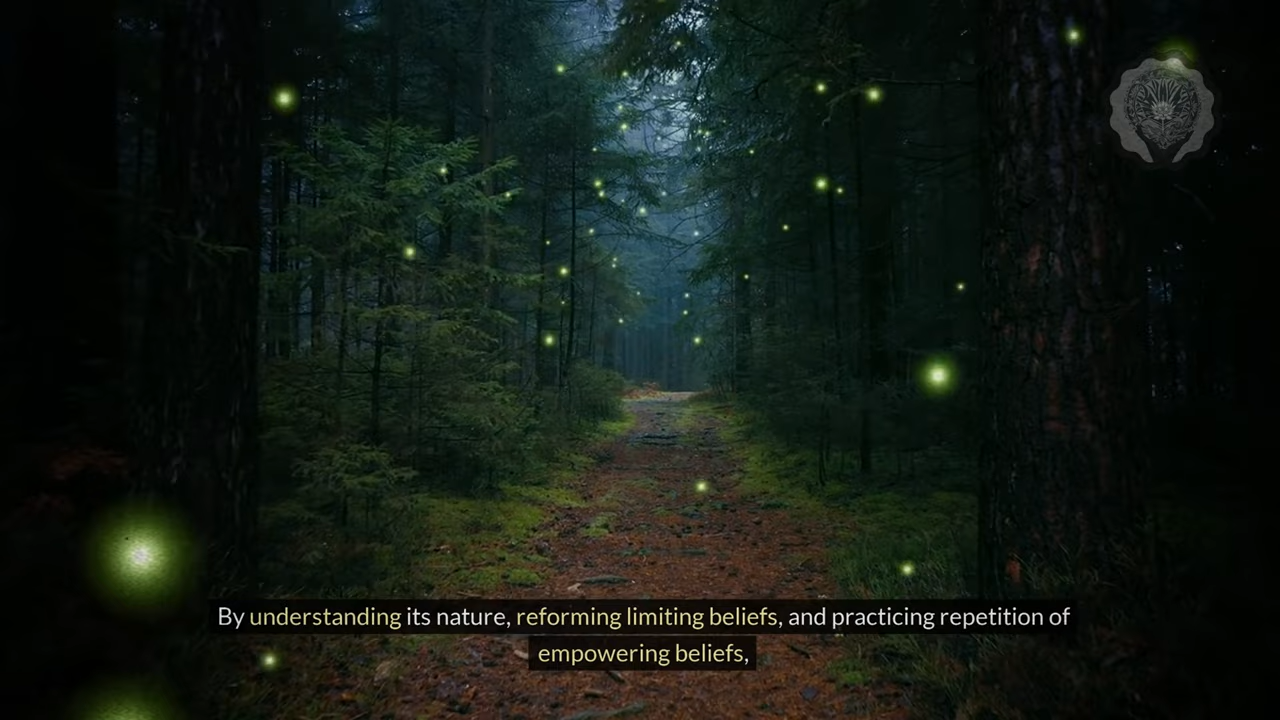 By understanding its nature, reforming limiting beliefs, and practicing repetition of
empowering beliefs,